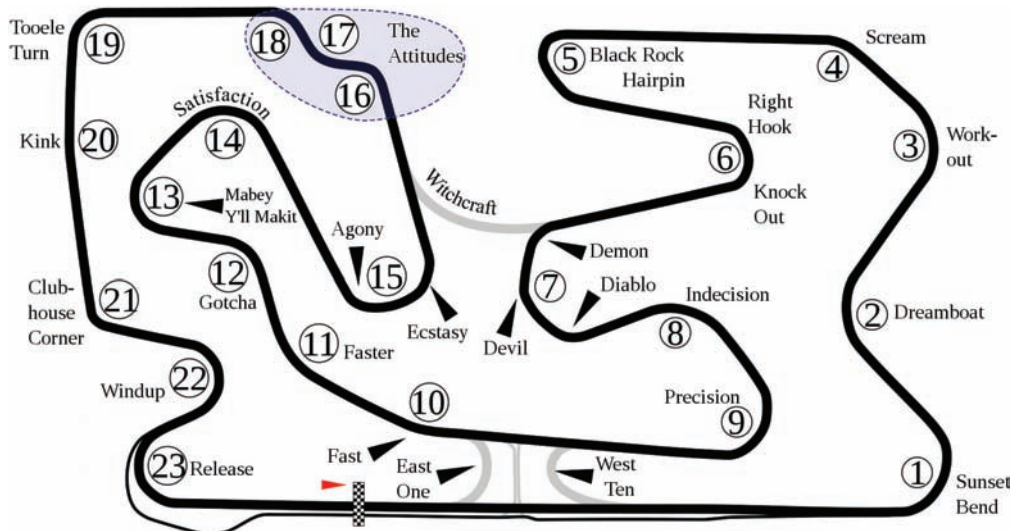 Tooele
Turn
19
18
17
The
Attitudes
16
5
Black Rock
Hairpin
Scream
4
Kink
20
Satisfaction
14
Right
Hook
6
3
Work-
out
13
Mabey
Y'll Makit
Witchcraft
Knock
Out
Agony
Demon
12
Gotcha
15
7
Diablo
Indecision
Club-
house
Corner
21
Ecstasy
Devil
8
2
Dreamboat
11
Faster
Windup
22
10
Precision
9
23
Release
Fast
East
One
West
Ten
1
Sunset
Bend